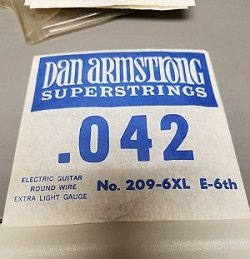 Dan Armstrong
SUPERSTRINGS
.042
ELECTRIC GUITAR
ROUND WIRE
EXTRA LIGHT GAUGE
No. 209-6XL E-6th